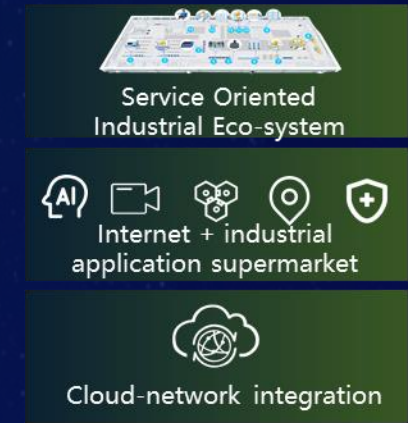 Service Oriented
Industrial Eco-system
AI
Internet + industrial
application supermarket
Cloud-network integration